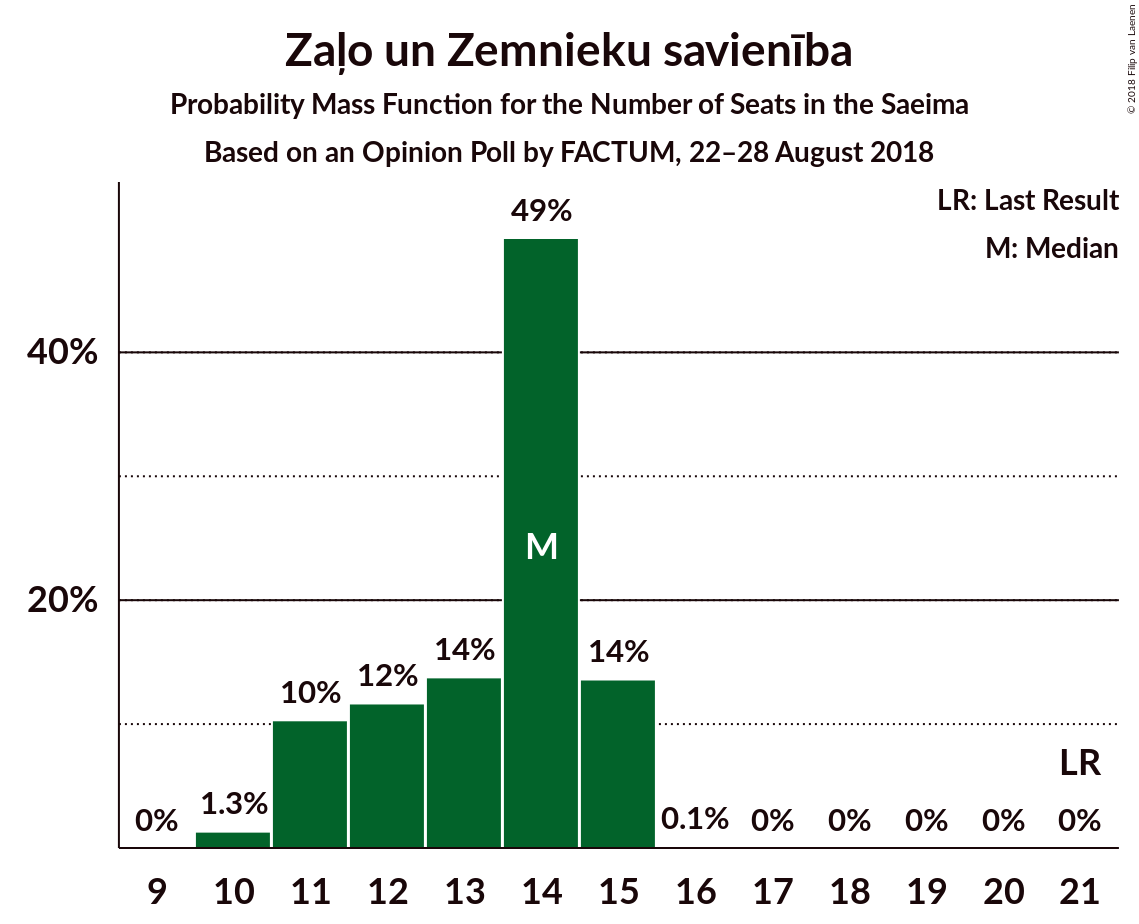 Zaļo un Zemnieku savienība
Probability Mass Function for the Number of Seats in the Saeima
Based on an Opinion Poll by FACTUM, 22–28 August 2018
© 2018 Filip van Laenen
LR: Last Result
M: Median
49%
40%
M
20%
14%
14%
12%
10%
LR
1.3%
0%
0.1%
0%
0%
0%
0%
0%
9 10 11 12 13 14 15 16 17 18 19 20 21